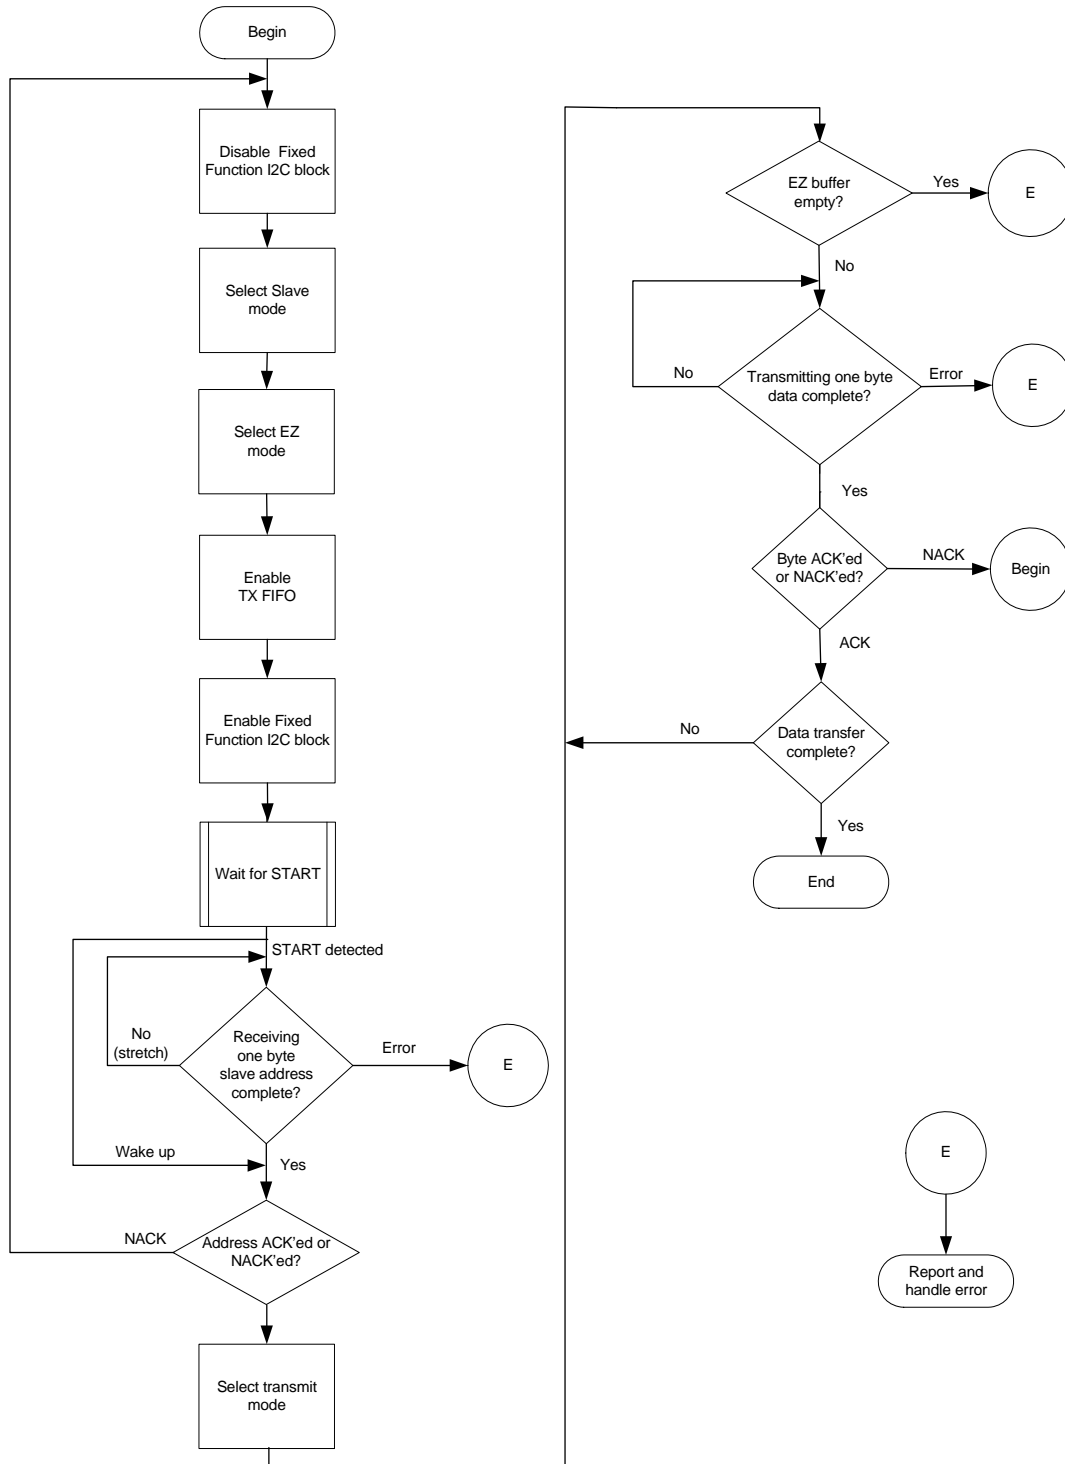 Begin
Disable Fixed
Function I2C block
Select Slave
mode
Select EZ
mode
Enable
TX FIFO
Enable Fixed
Function I2C block
Wait for START
START detected
No
(stretch)
Receiving
one byte
slave address
complete?
Error
E
Wake up
Yes
NACK
Address ACK'ed or
NACK'ed?
Select transmit
mode
EZ buffer
empty?
Yes
E
No
No
Transmitting one byte
data complete?
Error
E
Yes
Byte ACK'ed
or NACK'ed?
NACK
Begin
ACK
No
Data transfer
complete?
Yes
End
E
Report and
handle error